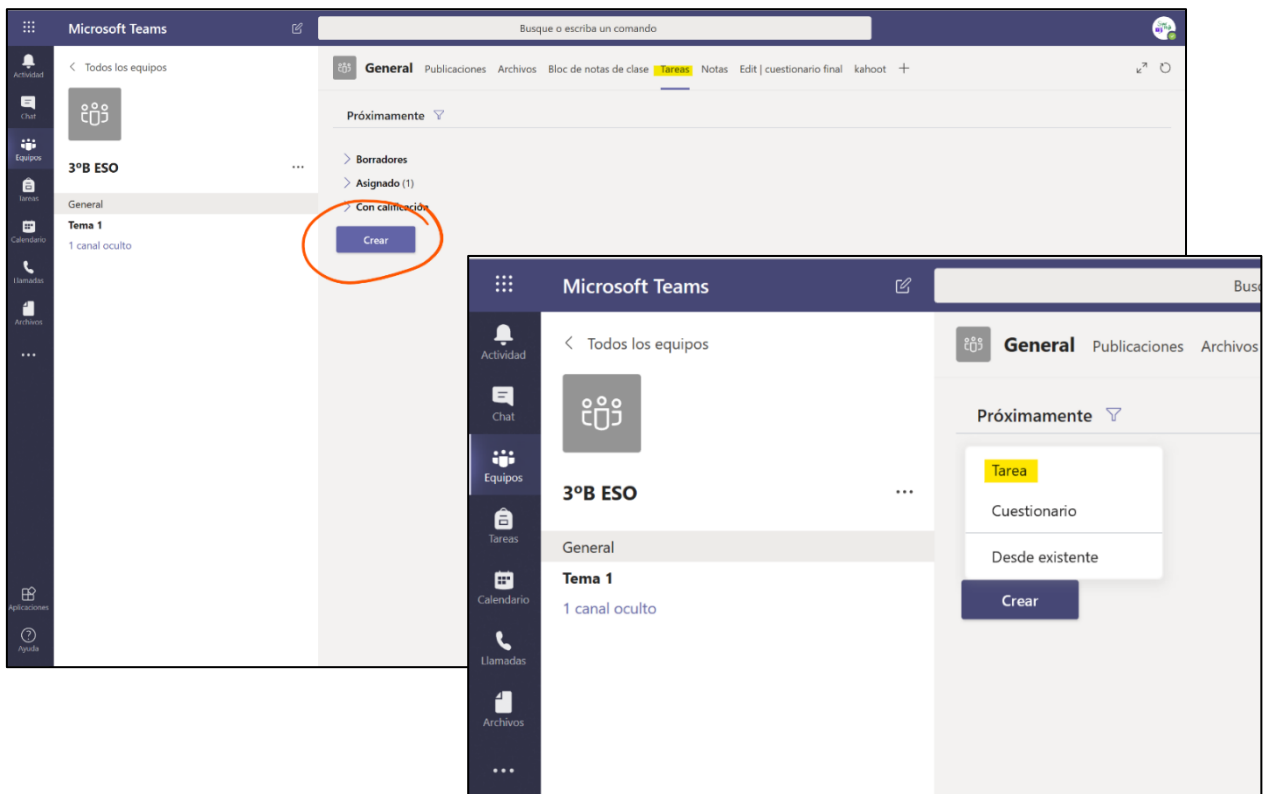 Microsoft Teams
Busque o escriba un comando
Actividad
Chat
Equipos
Tareas
Calendario
Llamadas
Archivos
Aplicaciones
Ayuda
Todos los equipos
3ºB ESO
General
Tema 1
1 canal oculto
General Publicaciones Archivos Bloc de notas de clase Tareas Notas Edit | cuestionario final kahoot
Próximamente
Borradores
Asignado (1)
Con calificación
Crear
Microsoft Teams
Busc
Actividad
Chat
Equipos
Tareas
Calendario
Llamadas
Archivos
Todos los equipos
3ºB ESO
General
Tema 1
1 canal oculto
General Publicaciones Archivos
Próximamente
Tarea
Cuestionario
Desde existente
Crear